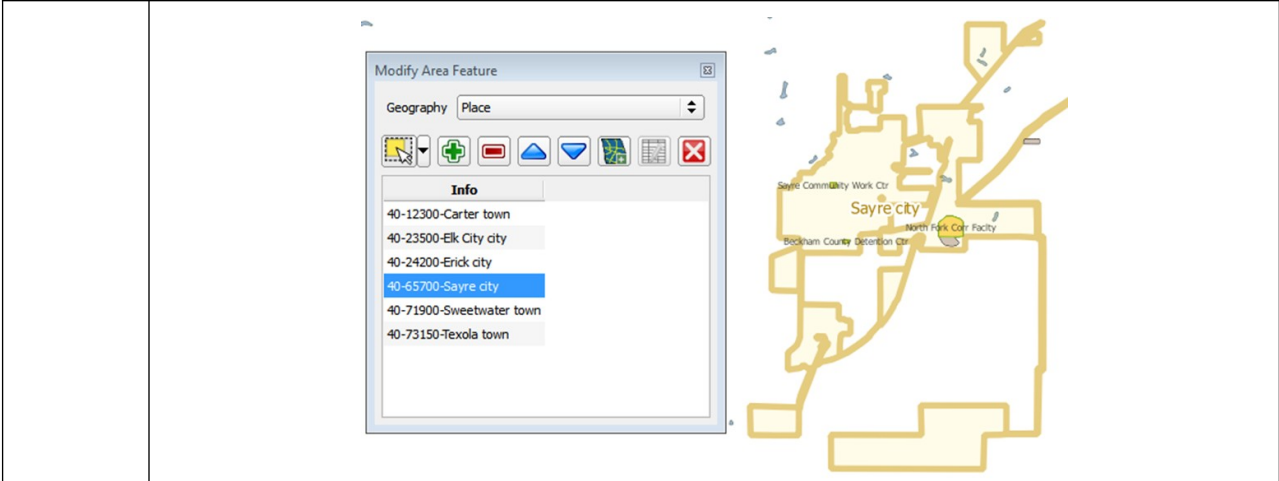 Modify Area Feature
Geography Place
Info
40-12300-Carter town
40-23500-Elk City city
40-24200-Erick city
40-65700-Sayre city
40-71900-Sweetwater town
40-73150-Texola town
Sayre Community Work Ctr
Sayre city
North Fork Corr Facity
Beckham County Detention Ctr